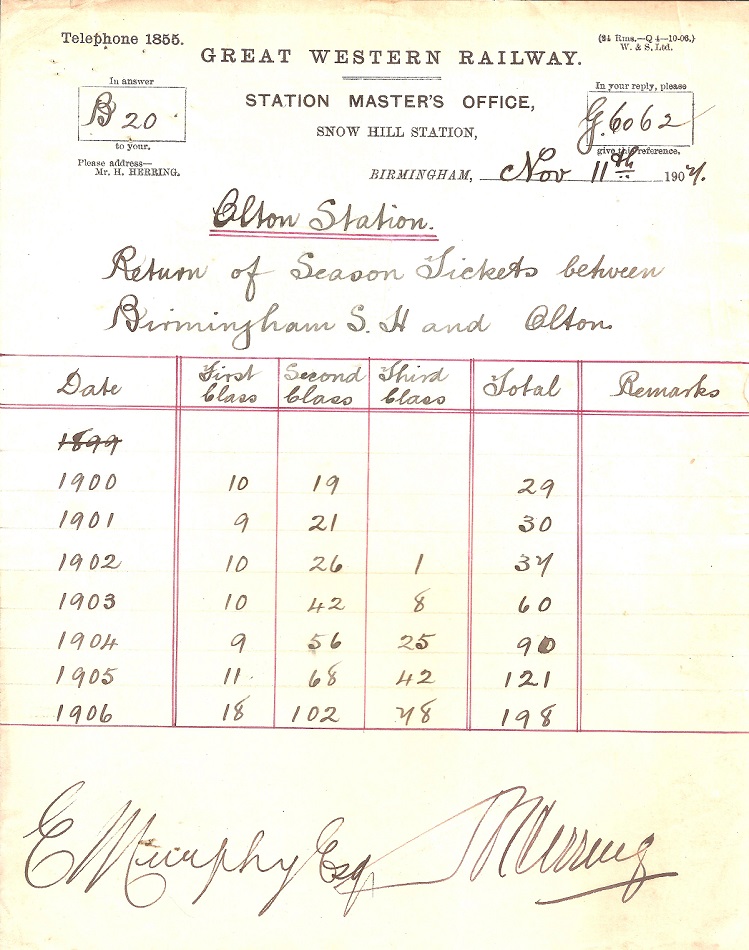 Telephone 1855.
(24 Rms.—Q 4—10-06.)
W. & S. Ltd.
GREAT WESTERN RAILWAY.
In answer
B 20
to your.
STATION MASTER'S OFFICE,
SNOW HILL STATION,
In your reply, please
G.6062
give this reference.
Please address—
Mr. H. HERRING.
BIRMINGHAM, Nov 11th 1907.
Olton Station.
Return of Season Tickets between
Birmingham S. H and Olton.
Date First Class Second Class Third Class Total Remarks
1899
1900 10 19 29
1901 9 21 30
1902 10 26 1 37
1903 10 42 8 60
1904 9 56 25 90
1905 11 68 42 121
1906 18 102 78 198
E Murphy Esq HHerring